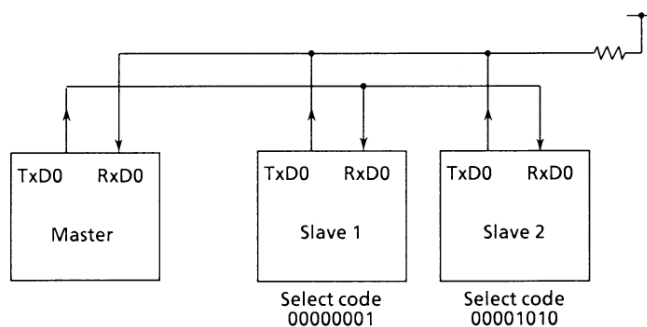 TxD0 RxD0 TxD0 RxD0 TxD0 RxD0
Master Slave 1 Slave 2
Select code Select code
00000001 00001010